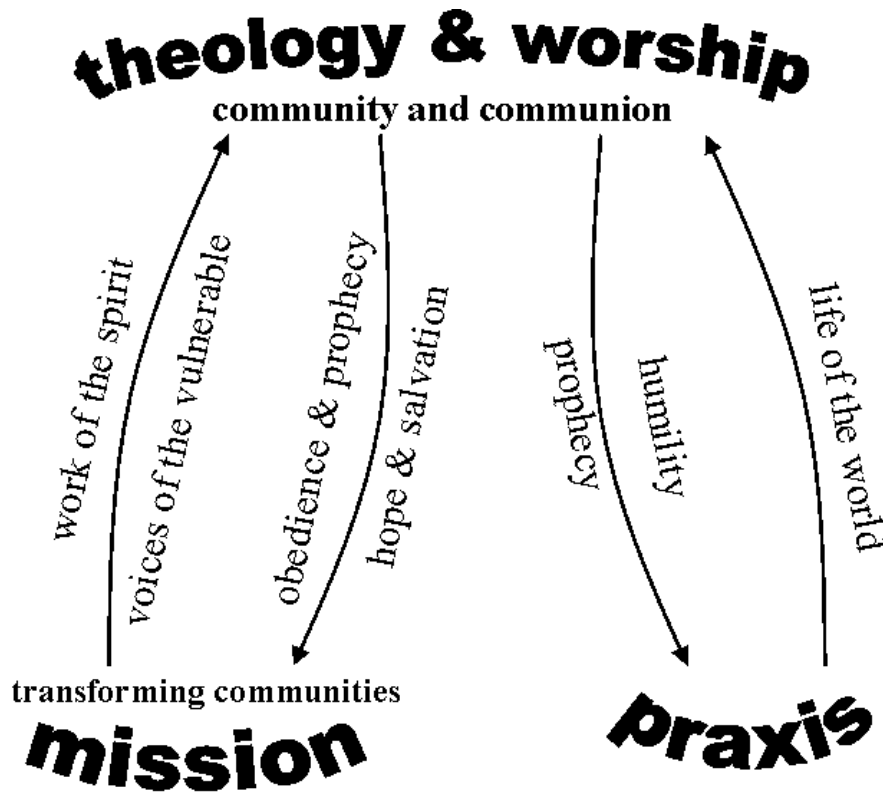 theology & worship
community and communion
work of the spirit
voices of the vulnerable
obedience & prophecy
hope & salvation
prophecy
humility
life of the world
transforming communities
mission
praxis